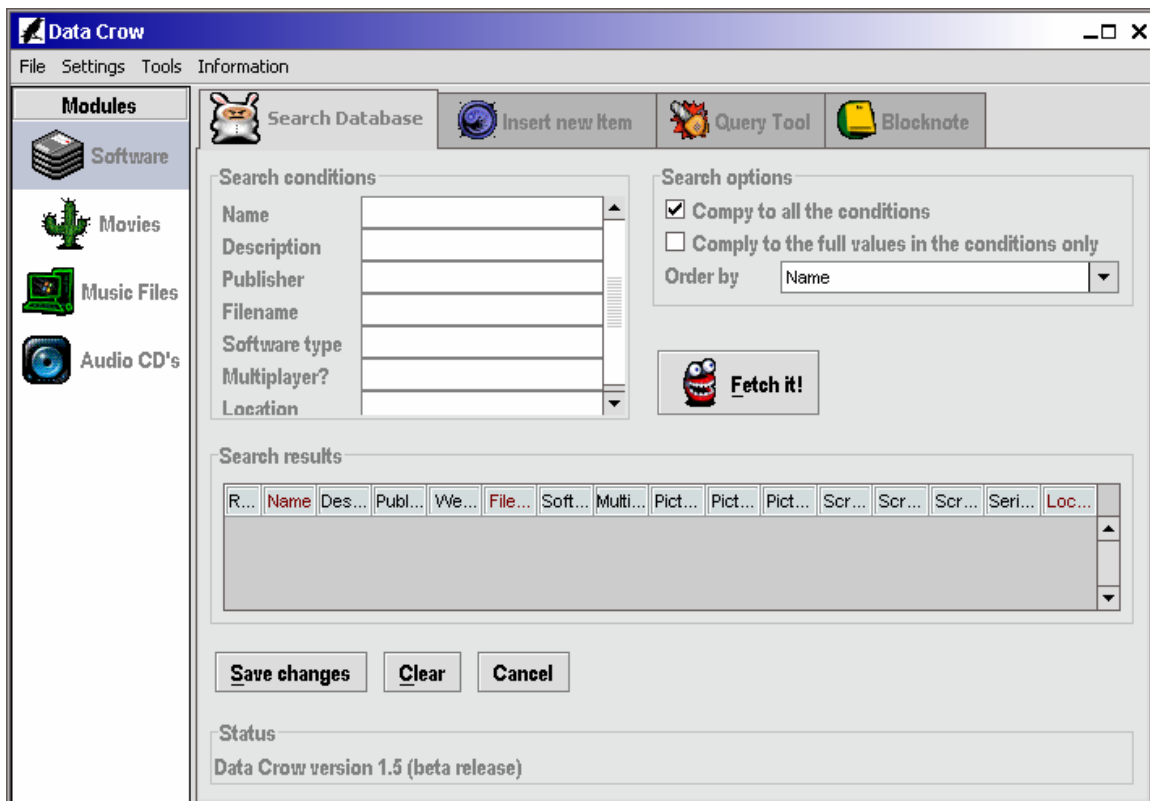 Data Crow
File Settings Tools Information
Modules
Software
Movies
Music Files
Audio CD's
Search Database Insert new Item Query Tool Blocknote
Search conditions
Name
Description
Publisher
Filename
Software type
Multiplayer?
Location
Search options
Compy to all the conditions
Comply to the full values in the conditions only
Order by Name
Fetch it!
Search results
R... Name Des... Publ... We... File... Soft... Multi... Pict... Pict... Pict... Scr... Scr... Scr... Seri... Loc...
Save changes Clear Cancel
Status
Data Crow version 1.5 (beta release)